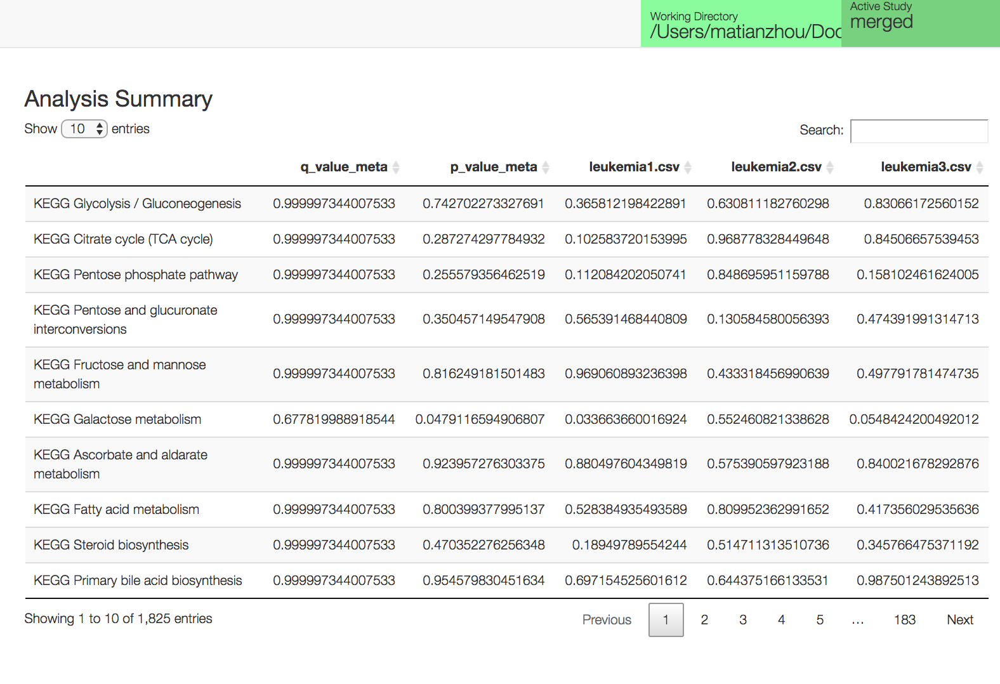 Working Directory
/Users/matianzhou/Doc
Active Study
merged
Analysis Summary
Show 10 entries
Search:
q_value_meta p_value_meta leukemia1.csv leukemia2.csv leukemia3.csv
KEGG Glycolysis / Gluconeogenesis 0.999997344007533 0.742702273327691 0.365812198422891 0.630811182760298 0.83066172560152
KEGG Citrate cycle (TCA cycle) 0.999997344007533 0.287274297784932 0.102583720153995 0.968778328449648 0.84506657539453
KEGG Pentose phosphate pathway 0.999997344007533 0.255579356462519 0.112084202050741 0.848695951159788 0.158102461624005
KEGG Pentose and glucuronate
interconversions 0.999997344007533 0.350457149547908 0.565391468440809 0.130584580056393 0.474391991314713
KEGG Fructose and mannose
metabolism 0.999997344007533 0.816249181501483 0.969060893236398 0.433318456990639 0.497791781474735
KEGG Galactose metabolism 0.677819988918544 0.0479116594906807 0.033663660016924 0.552460821338628 0.0548424200492012
KEGG Ascorbate and aldarate
metabolism 0.999997344007533 0.923957276303375 0.880497604349819 0.575390597923188 0.840021678292876
KEGG Fatty acid metabolism 0.999997344007533 0.800399377995137 0.528384935493589 0.809952362991652 0.417356029535636
KEGG Steroid biosynthesis 0.999997344007533 0.470352276256348 0.18949789554244 0.514711313510736 0.345766475371192
KEGG Primary bile acid biosynthesis 0.999997344007533 0.954579830451634 0.697154525601612 0.644375166133531 0.987501243892513
Showing 1 to 10 of 1,825 entries
Previous 1 2 3 4 5 … 183 Next